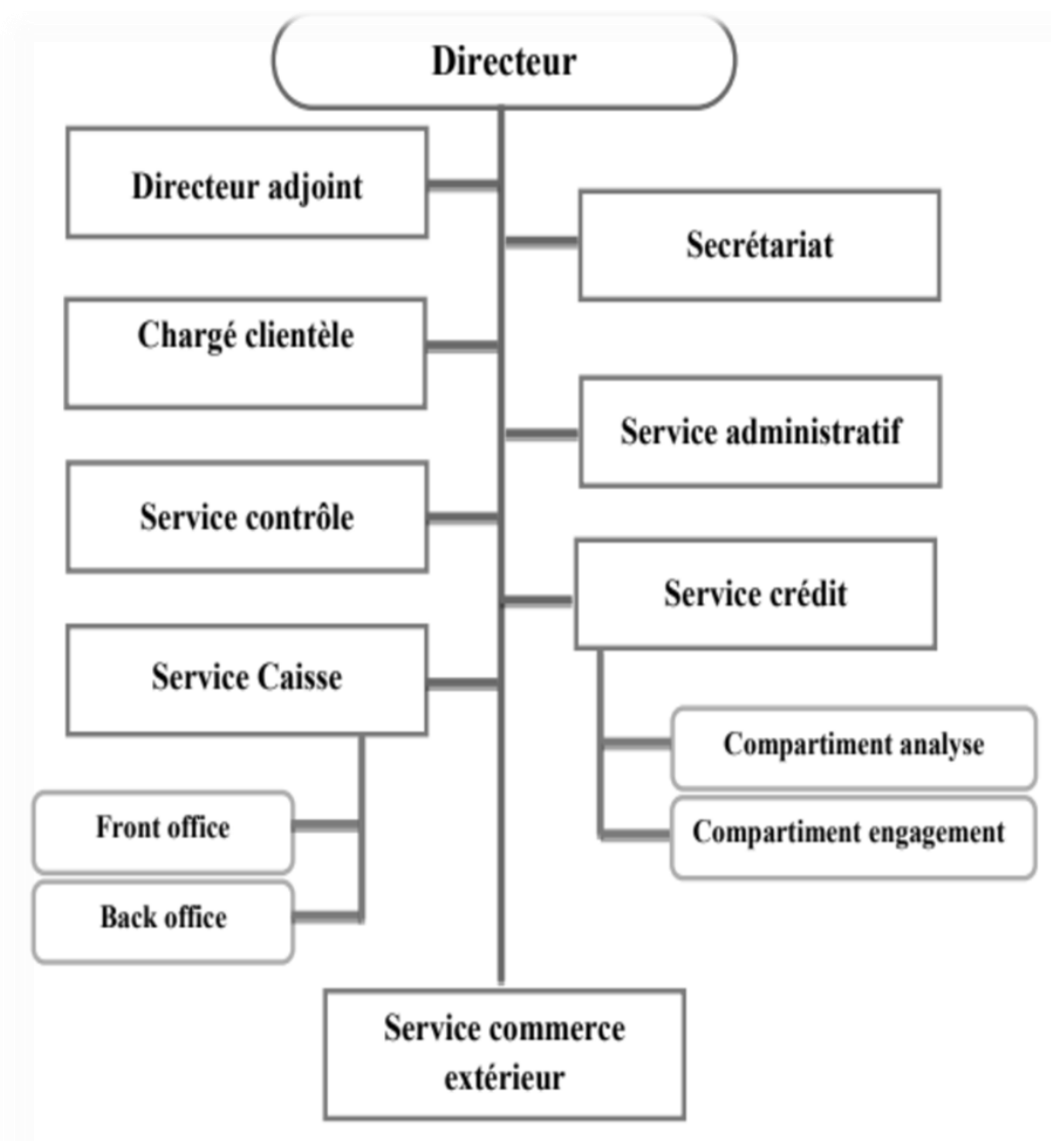 Directeur
Directeur adjoint
Secrétariat
Chargé clientèle
Service administratif
Service contrôle
Service crédit
Service Caisse
Compartiment analyse
Front office
Compartiment engagement
Back office
Service commerce
extérieur